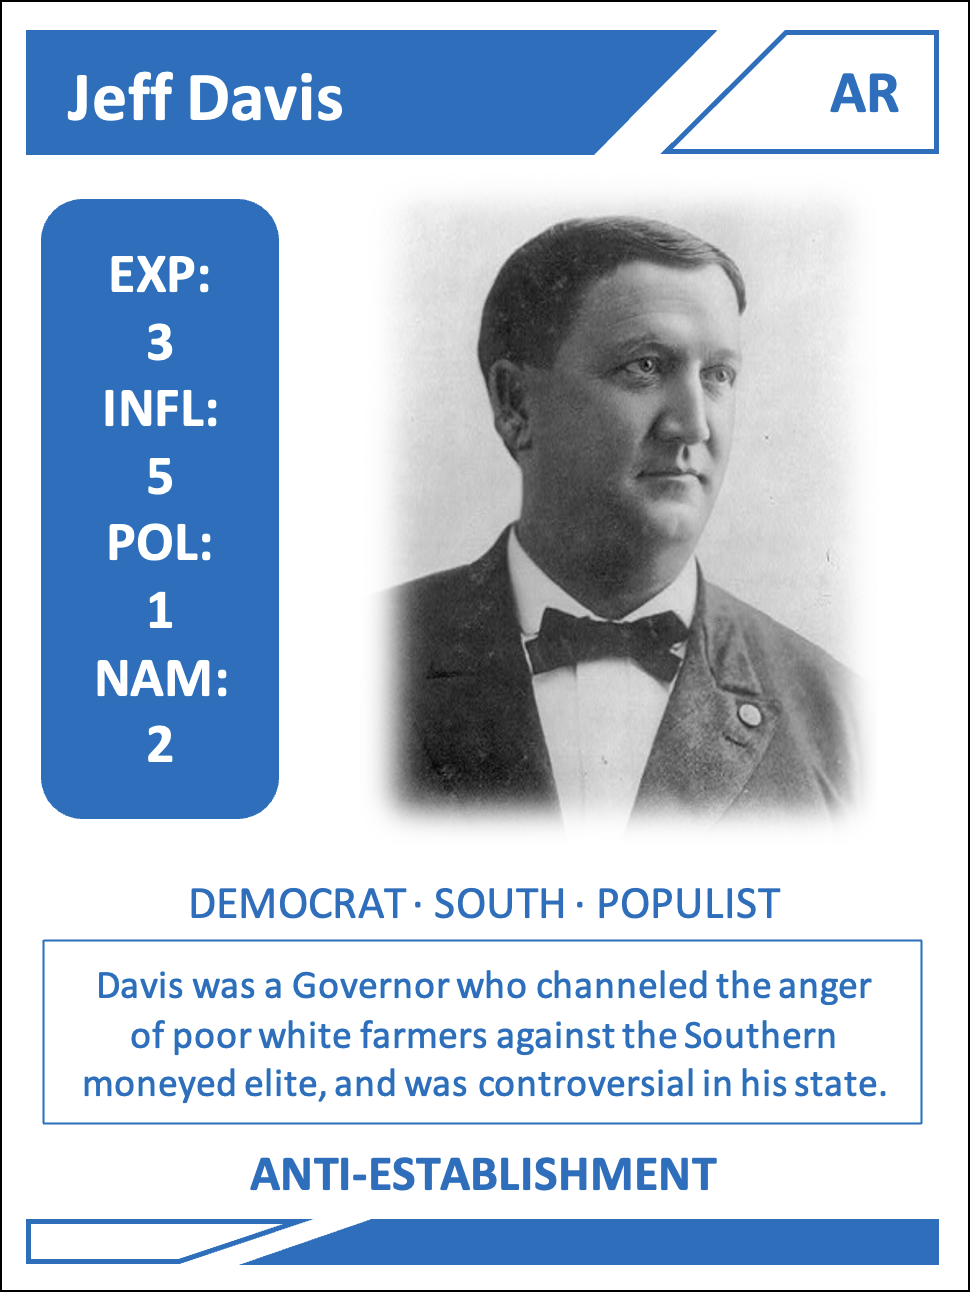 Jeff Davis
AR
EXP:
3
INFL:
5
POL:
1
NAM:
2
DEMOCRAT · SOUTH · POPULIST
Davis was a Governor who channeled the anger
of poor white farmers against the Southern
moneyed elite, and was controversial in his state.
ANTI-ESTABLISHMENT